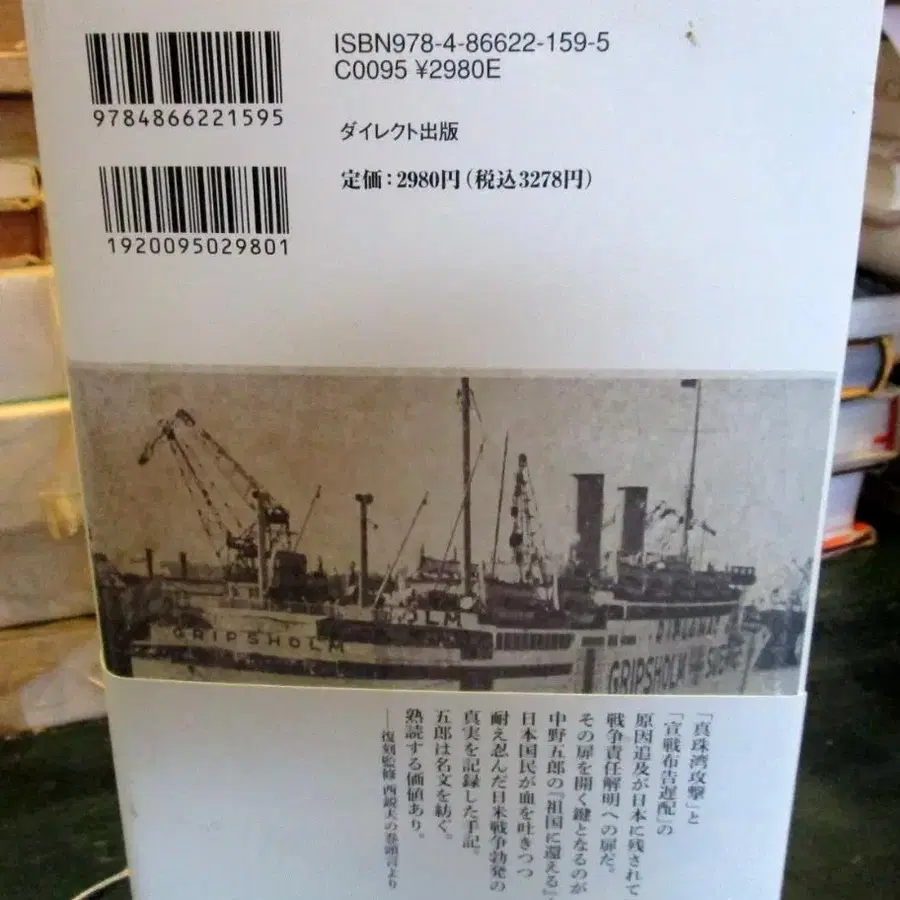 ISBN978-4-86622-159-5
C0095 ¥2980E
9784866221595
ダイレクト出版
定価：2980円（税込3278円）
1920095029801
GRIPSHOLM
OLM
DIPLOMAT
GRIPSHOLM
「真珠湾攻撃」と
「宣戦布告遅配」の
原因追及が日本に残されて
戦争責任解明への扉だ。
その扉を開く鍵となるのが
中野五郎の『祖国に還える』
日本国民が血を吐きつつ
耐え忍んだ日米戦争勃発の
真実を記録した手記。
五郎は名文を紡ぐ。
熟読する価値あり。
──復刻監修 西鋭夫の巻頭言より